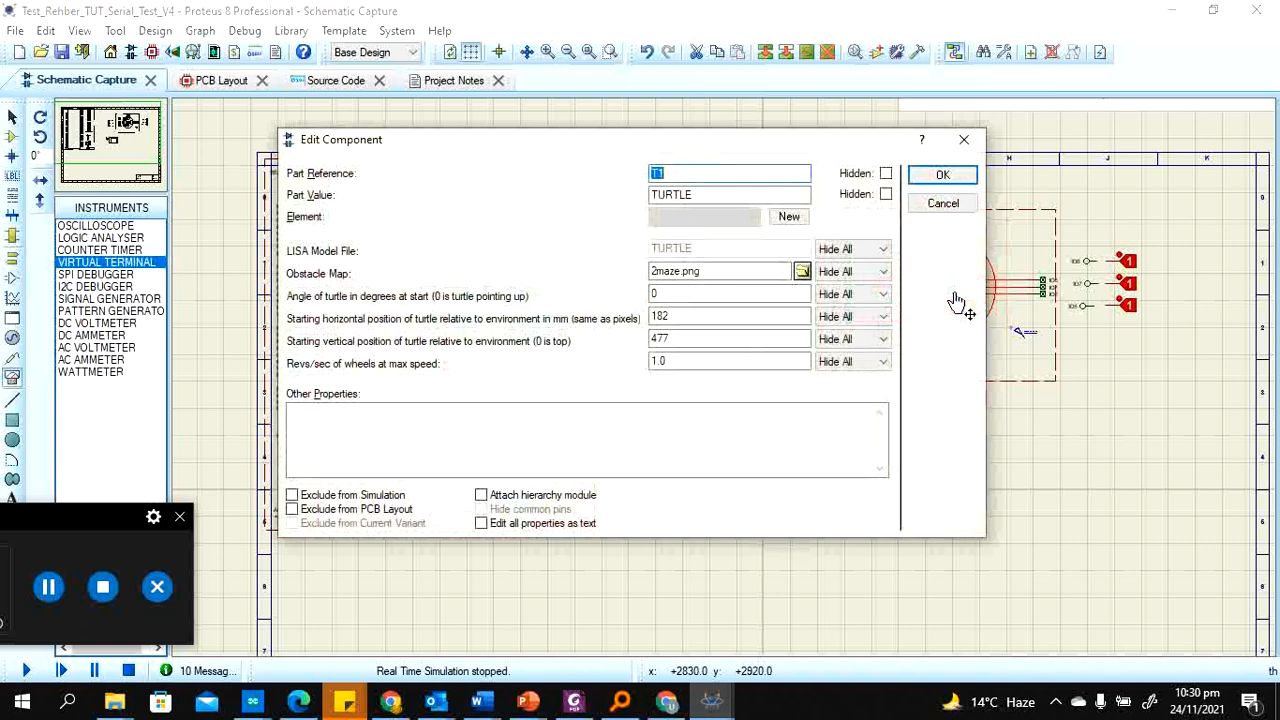 Test_Rehber_TUT_Serial_Test_V4 - Proteus 8 Professional - Schematic Capture
File Edit View Tool Design Graph Debug Library Template System Help
Base Design
Schematic Capture PCB Layout Source Code Project Notes
0°
INSTRUMENTS
OSCILLOSCOPE
LOGIC ANALYSER
COUNTER TIMER
VIRTUAL TERMINAL
SPI DEBUGGER
I2C DEBUGGER
SIGNAL GENERATOR
PATTERN GENERATO
DC VOLTMETER
DC AMMETER
AC VOLTMETER
AC AMMETER
WATTMETER
Edit Component
?
Part Reference: T1 Hidden:
Part Value: TURTLE Hidden:
Element: New
LISA Model File: TURTLE Hide All
Obstacle Map: 2maze.png Hide All
Angle of turtle in degrees at start (0 is turtle pointing up) 0 Hide All
Starting horizontal position of turtle relative to environment in mm (same as pixels) 182 Hide All
Starting vertical position of turtle relative to environment (0 is top) 477 Hide All
Revs/sec of wheels at max speed: 1.0 Hide All
Other Properties:
Exclude from Simulation
Exclude from PCB Layout
Exclude from Current Variant
Attach hierarchy module
Hide common pins
Edit all properties as text
OK
Cancel
H J K
1
1
1
10 Messag... Real Time Simulation stopped. x: +2830.0 y: +2920.0 th
14°C Haze
10:30 pm
24/11/2021